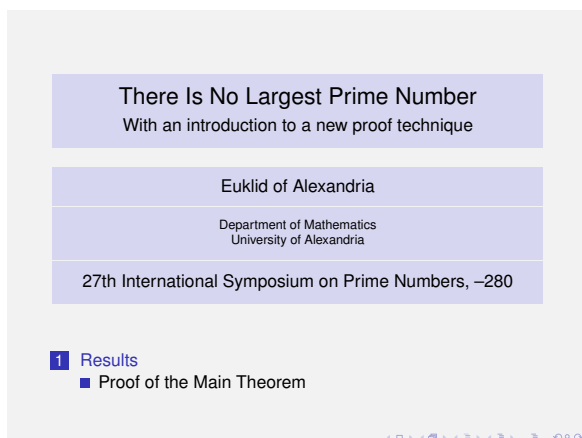 There Is No Largest Prime Number
With an introduction to a new proof technique
Euklid of Alexandria
Department of Mathematics
University of Alexandria
27th International Symposium on Prime Numbers, –280
1 Results
Proof of the Main Theorem